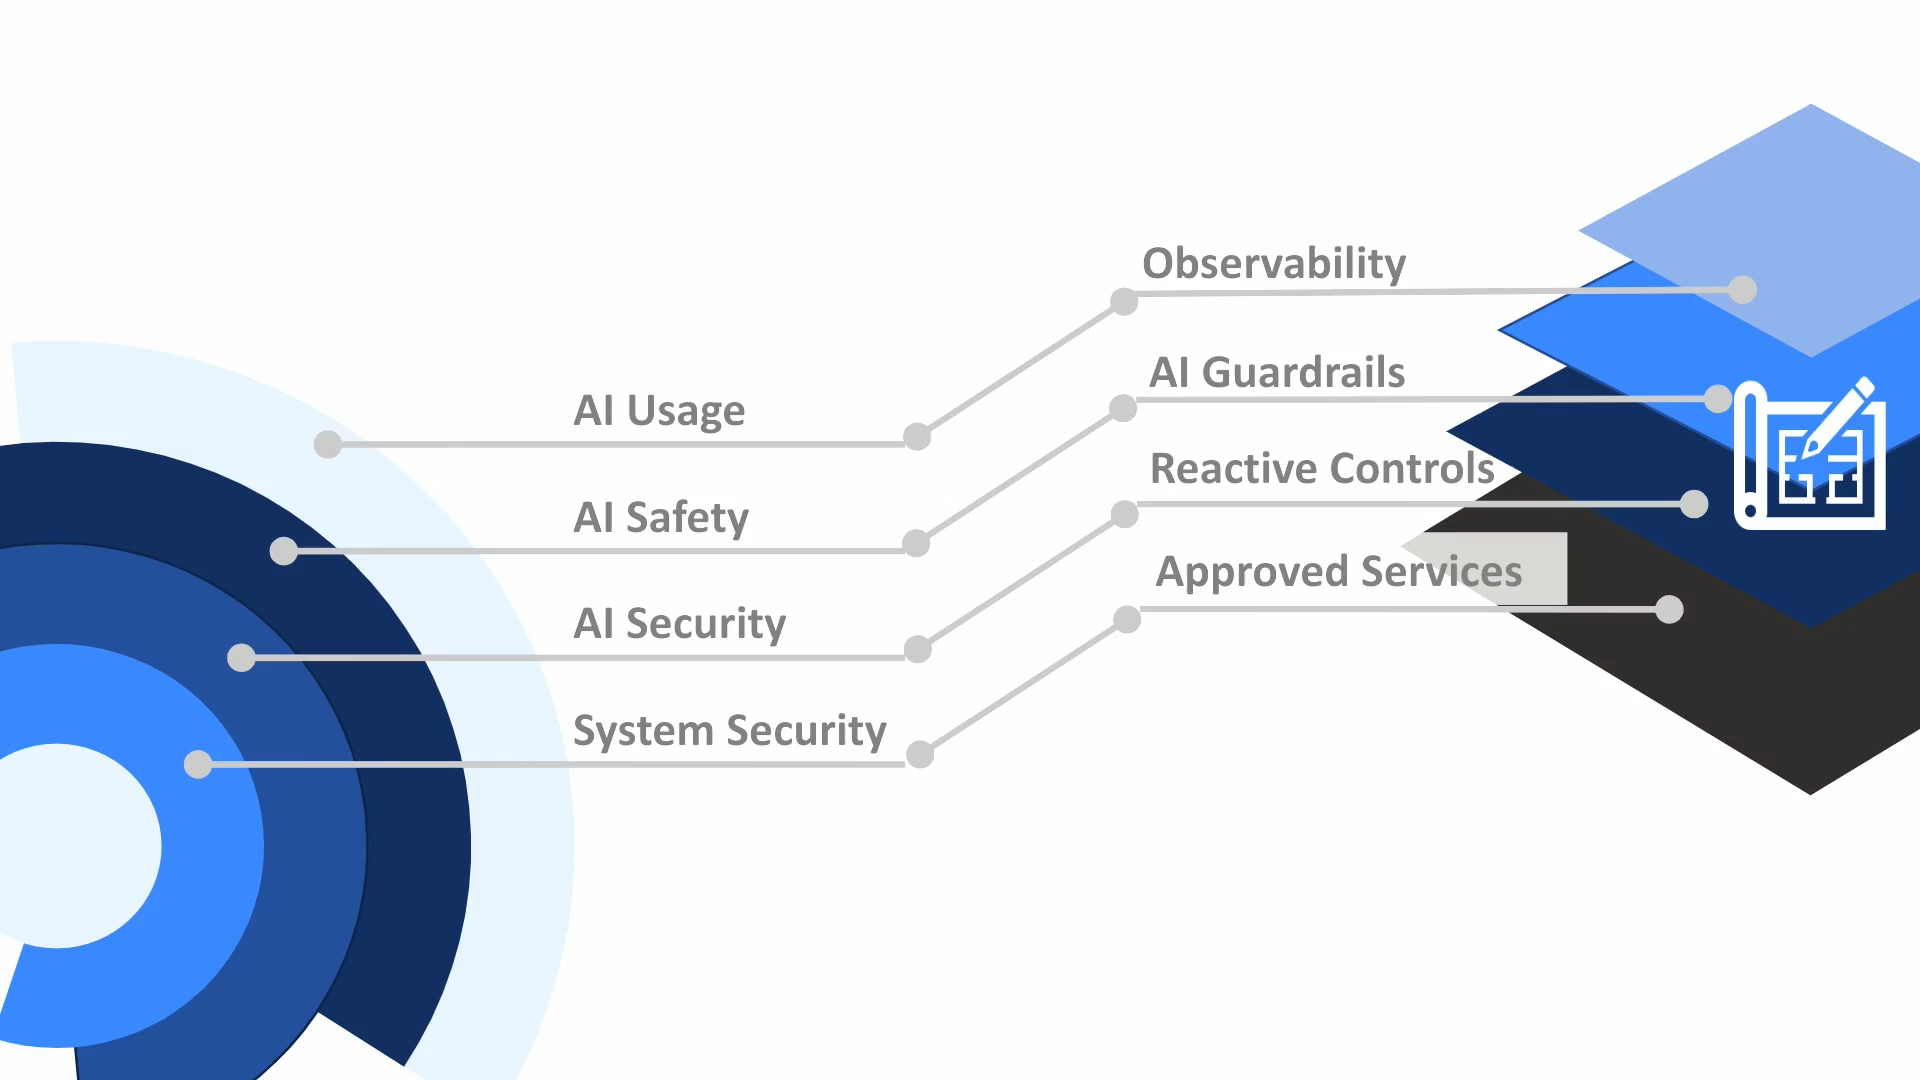 AI Usage
AI Safety
AI Security
System Security
Observability
AI Guardrails
Reactive Controls
Approved Services